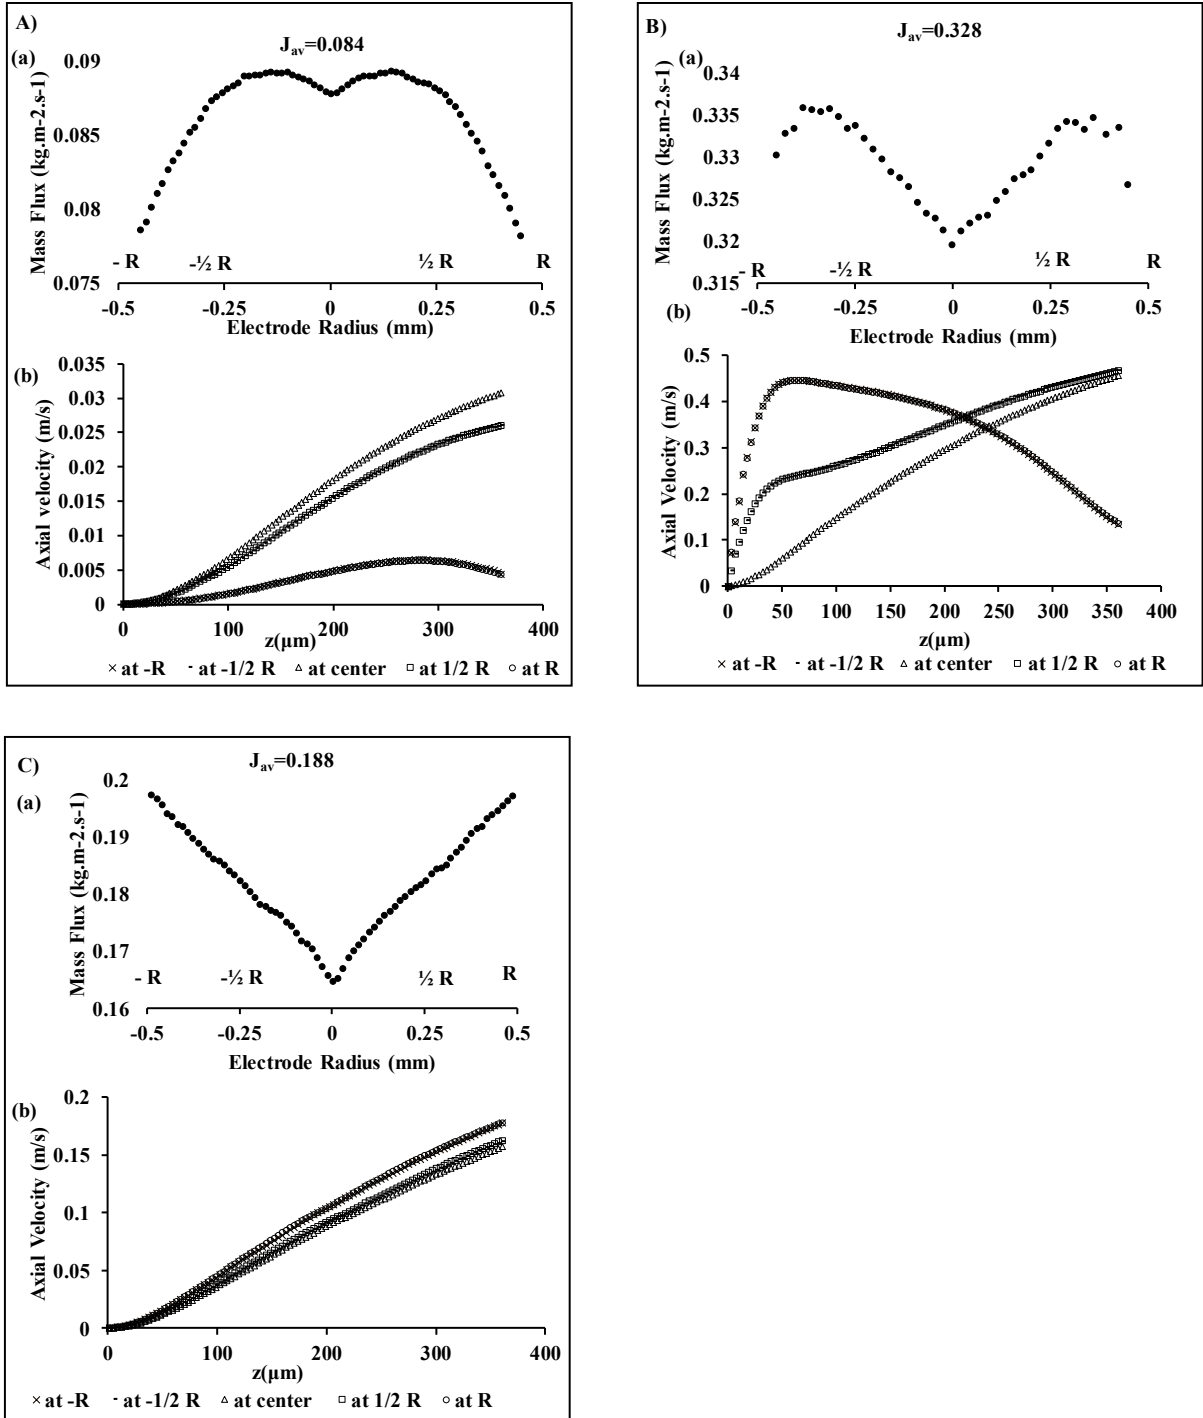 A)
J_av=0.084
(a)
Mass Flux (kg.m-2.s-1)
0.09
0.085
0.08
0.075
- R
-½ R
½ R
R
-0.5
-0.25
0
0.25
0.5
Electrode Radius (mm)
(b)
Axial velocity (m/s)
0.035
0.03
0.025
0.02
0.015
0.01
0.005
0
0
100
200
300
400
z(µm)
× at -R - at -1/2 R △ at center □ at 1/2 R ○ at R
B)
J_av=0.328
(a)
Mass Flux (kg.m-2.s-1)
0.34
0.335
0.33
0.325
0.32
0.315
- R
-½ R
½ R
R
-0.5
-0.25
0
0.25
0.5
Electrode Radius (mm)
(b)
Axial Velocity (m/s)
0.5
0.4
0.3
0.2
0.1
0
0
50
100
150
200
250
300
350
400
z(µm)
× at -R - at -1/2 R △ at center □ at 1/2 R ○ at R
C)
J_av=0.188
(a)
Mass Flux (kg.m-2.s-1)
0.2
0.19
0.18
0.17
0.16
- R
-½ R
½ R
R
-0.5
-0.25
0
0.25
0.5
Electrode Radius (mm)
(b)
Axial Velocity (m/s)
0.2
0.15
0.1
0.05
0
0
100
200
300
400
z(µm)
× at -R - at -1/2 R △ at center □ at 1/2 R ○ at R